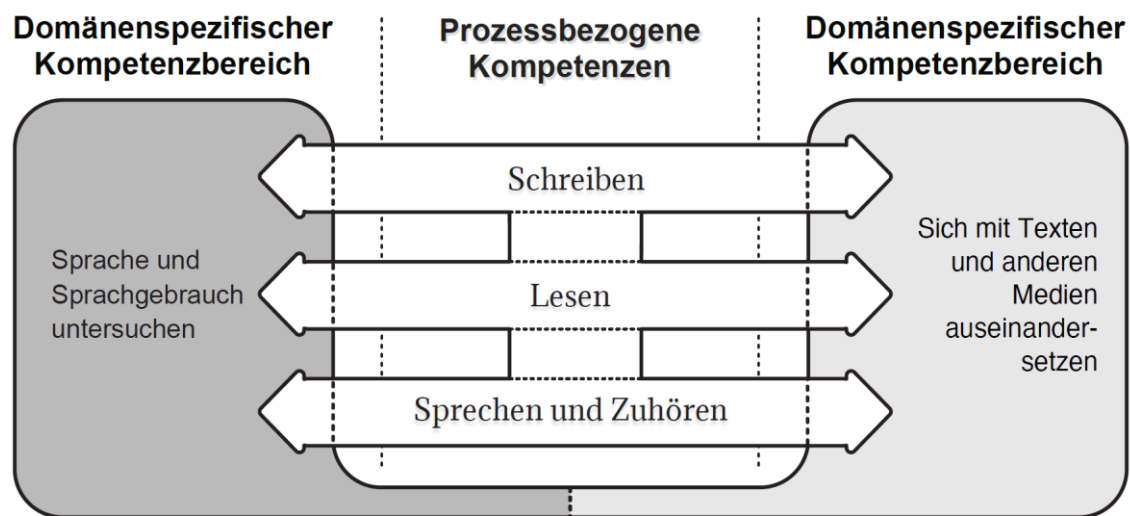 Domänenspezifischer
Kompetenzbereich
Prozessbezogene
Kompetenzen
Domänenspezifischer
Kompetenzbereich
Schreiben
Sprache und
Sprachgebrauch
untersuchen
Lesen
Sich mit Texten
und anderen
Medien
auseinander-
setzen
Sprechen und Zuhören